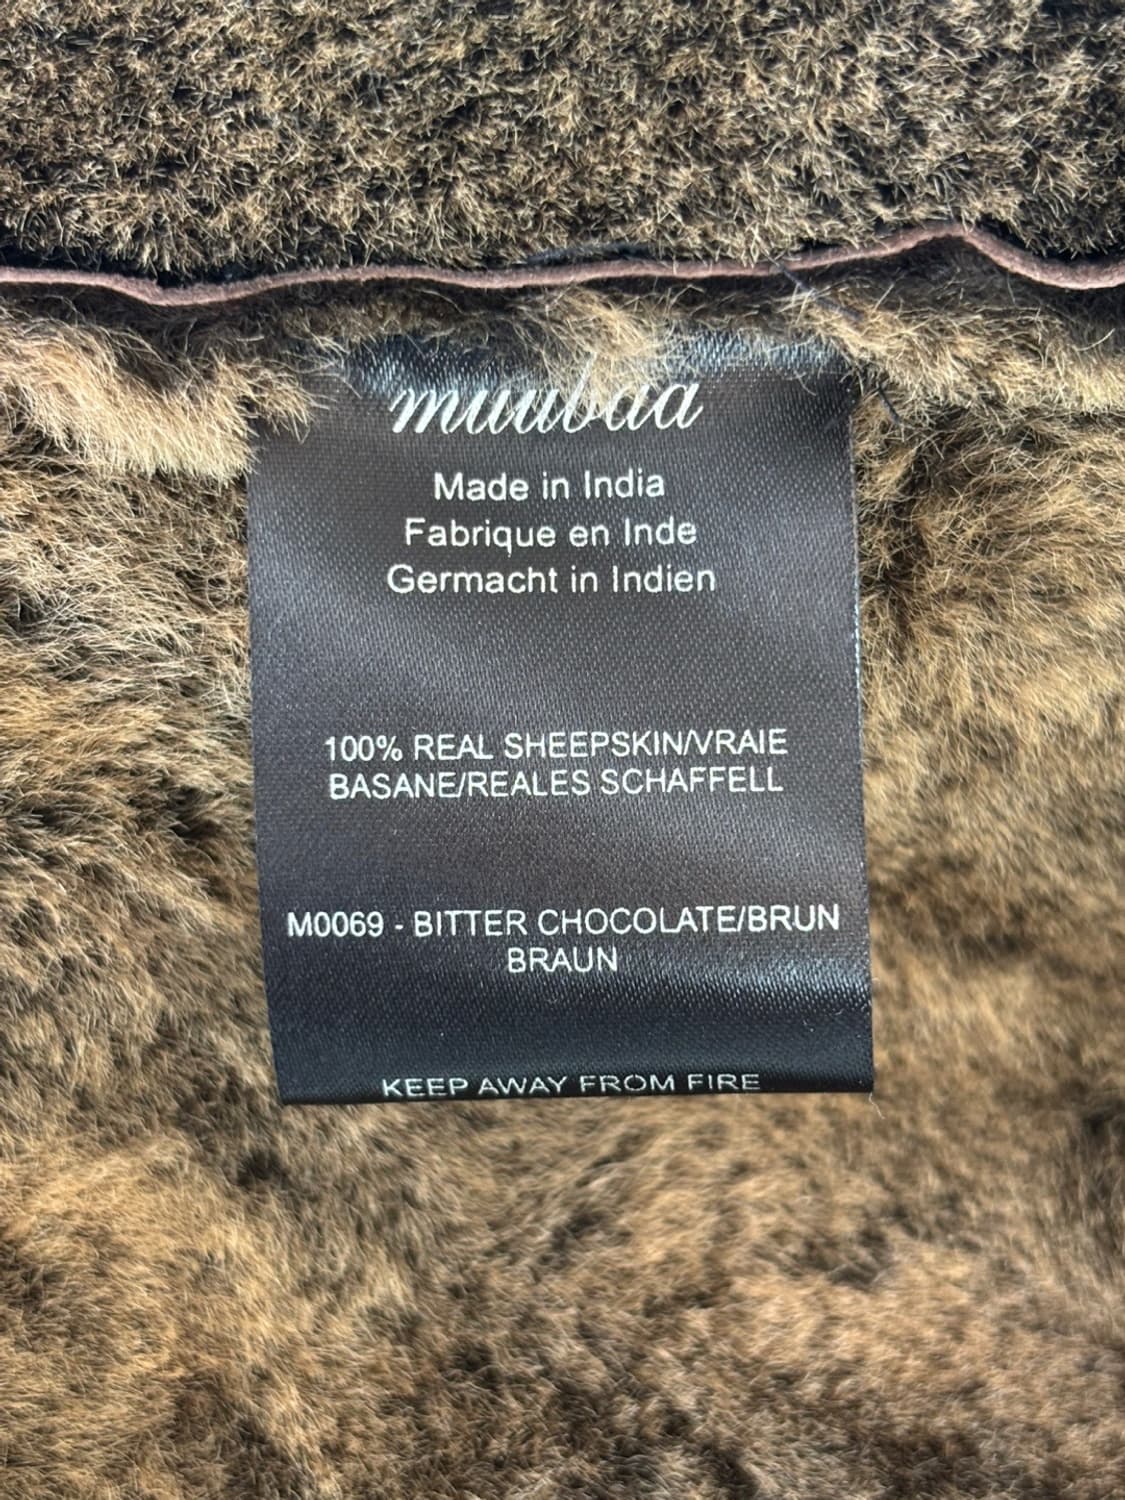 muubaa
Made in India
Fabrique en Inde
Germacht in Indien
100% REAL SHEEPSKIN/VRAIE
BASANE/REALES SCHAFFELL
M0069 - BITTER CHOCOLATE/BRUN
BRAUN
KEEP AWAY FROM FIRE